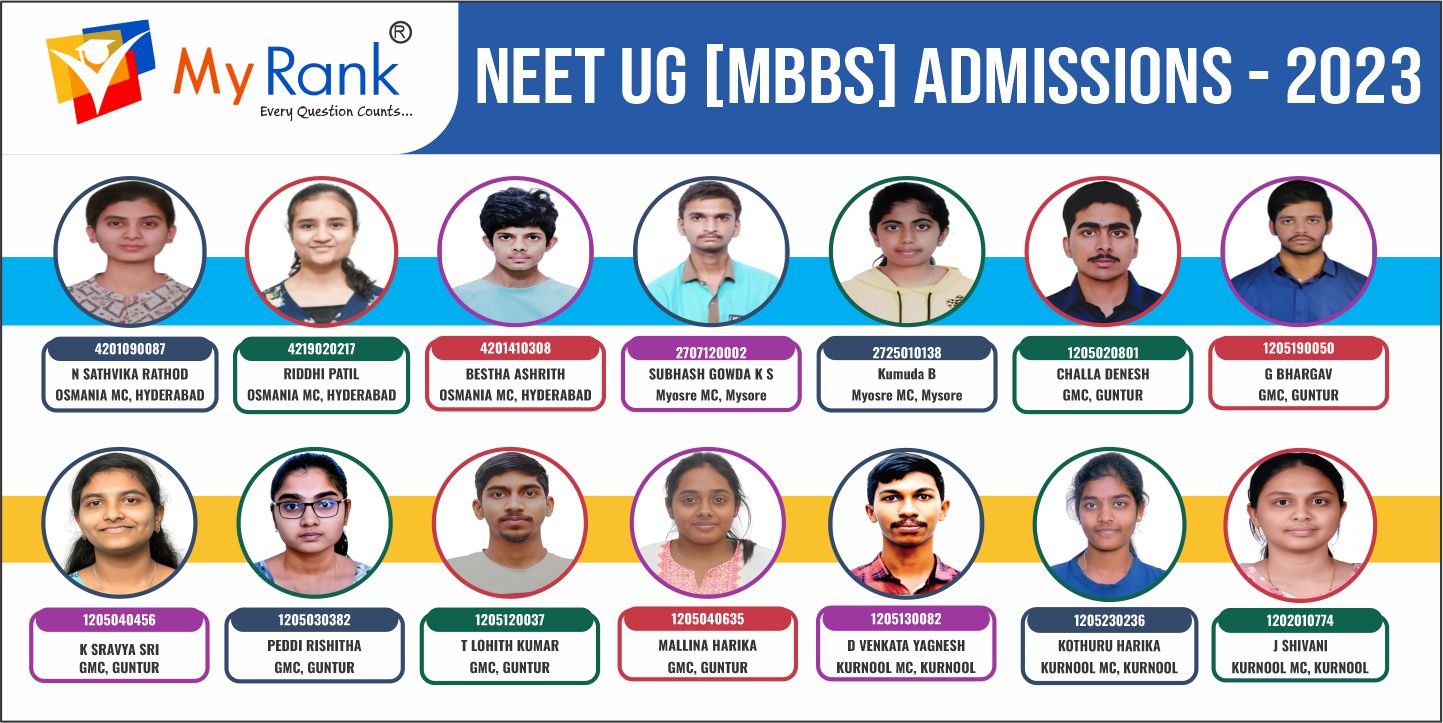 My Rank ®
Every Question Counts...
NEET UG [MBBS] ADMISSIONS - 2023
4201090087
N SATHVIKA RATHOD
OSMANIA MC, HYDERABAD
4219020217
RIDDHI PATIL
OSMANIA MC, HYDERABAD
4201410308
BESTHA ASHRITH
OSMANIA MC, HYDERABAD
2707120002
SUBHASH GOWDA K S
Myosre MC, Mysore
2725010138
Kumuda B
Myosre MC, Mysore
1205020801
CHALLA DENESH
GMC, GUNTUR
1205190050
G BHARGAV
GMC, GUNTUR
1205040456
K SRAVYA SRI
GMC, GUNTUR
1205030382
PEDDI RISHITHA
GMC, GUNTUR
1205120037
T LOHITH KUMAR
GMC, GUNTUR
1205040635
MALLINA HARIKA
GMC, GUNTUR
1205130082
D VENKATA YAGNESH
KURNOOL MC, KURNOOL
1205230236
KOTHURU HARIKA
KURNOOL MC, KURNOOL
1202010774
J SHIVANI
KURNOOL MC, KURNOOL